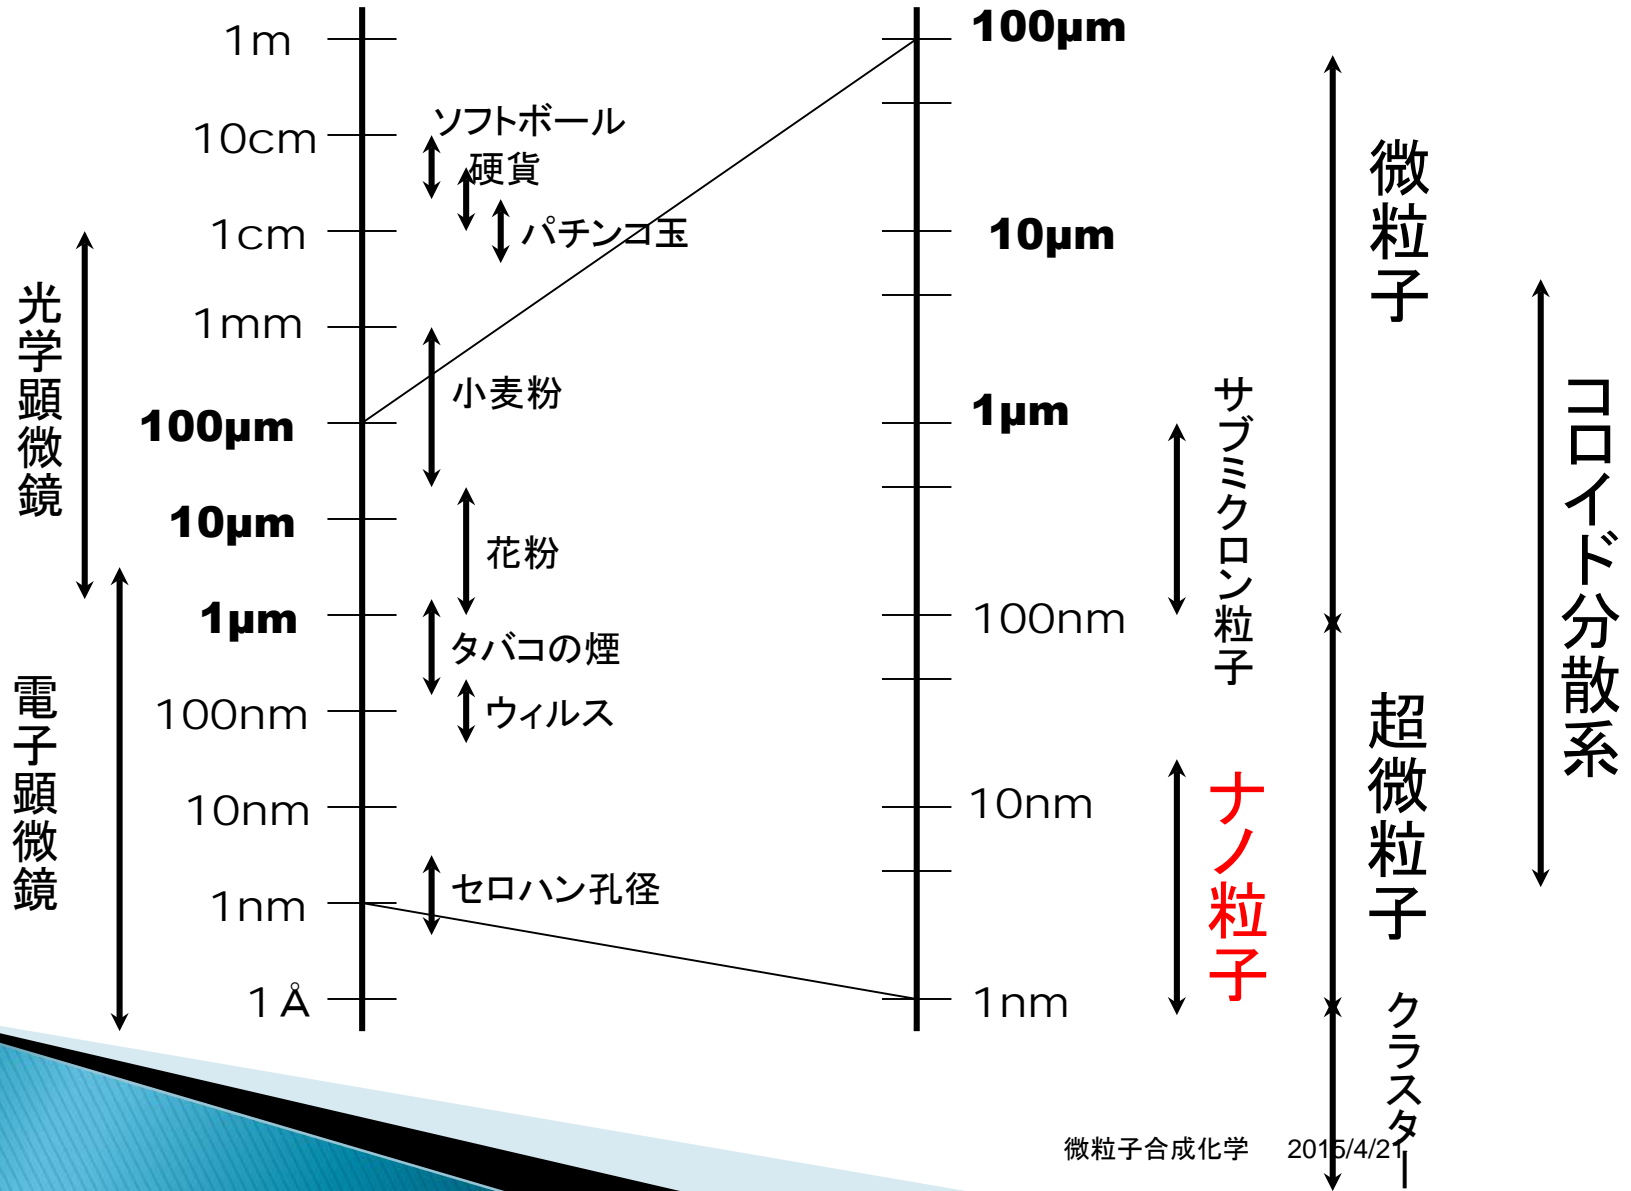 1m
10cm
1cm
1mm
100µm
10µm
1µm
100nm
10nm
1nm
1Å
光学顕微鏡
電子顕微鏡
ソフトボール
硬貨
パチンコ玉
小麦粉
花粉
タバコの煙
ウィルス
セロハン孔径
100µm
10µm
1µm
100nm
10nm
1nm
サブミクロン粒子
ナノ粒子
微粒子
超微粒子
クラスター
コロイド分散系
微粒子合成化学 2015/4/21